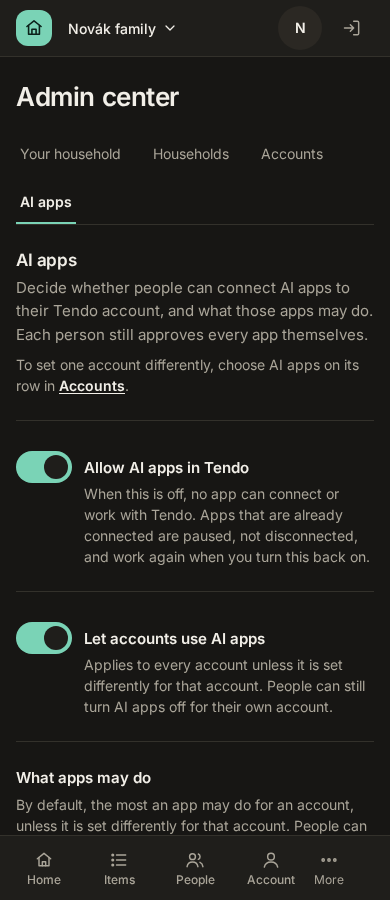 Novák family
N
Admin center
Your household
Households
Accounts
AI apps
AI apps
Decide whether people can connect AI apps to
their Tendo account, and what those apps may do.
Each person still approves every app themselves.
To set one account differently, choose AI apps on its
row in Accounts.
Allow AI apps in Tendo
When this is off, no app can connect or
work with Tendo. Apps that are already
connected are paused, not disconnected,
and work again when you turn this back on.
Let accounts use AI apps
Applies to every account unless it is set
differently for that account. People can still
turn AI apps off for their own account.
What apps may do
By default, the most an app may do for an account,
unless it is set differently for that account. People can
Home
Items
People
Account
More